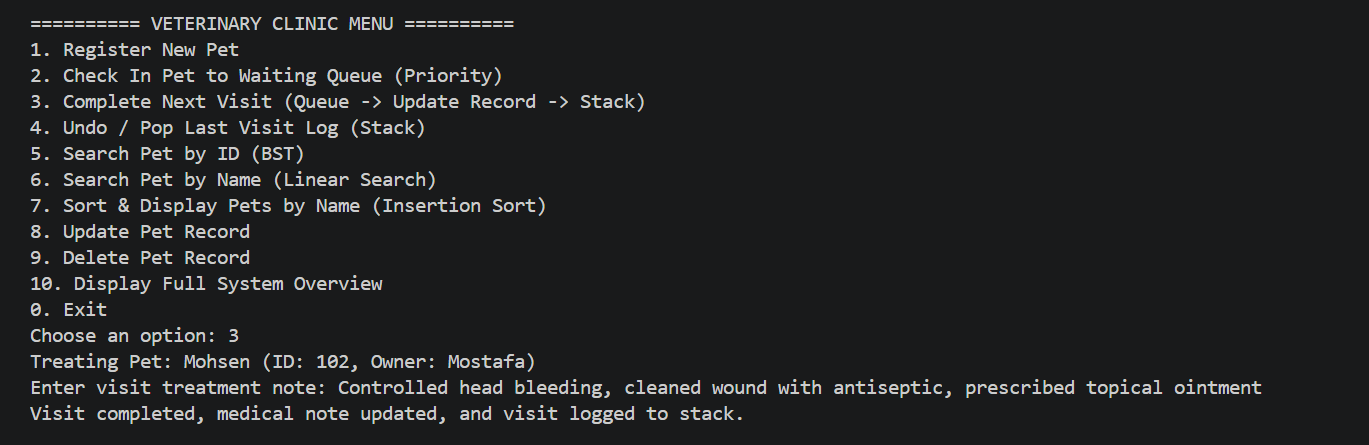 ========== VETERINARY CLINIC MENU ==========
1. Register New Pet
2. Check In Pet to Waiting Queue (Priority)
3. Complete Next Visit (Queue -> Update Record -> Stack)
4. Undo / Pop Last Visit Log (Stack)
5. Search Pet by ID (BST)
6. Search Pet by Name (Linear Search)
7. Sort & Display Pets by Name (Insertion Sort)
8. Update Pet Record
9. Delete Pet Record
10. Display Full System Overview
0. Exit
Choose an option: 3
Treating Pet: Mohsen (ID: 102, Owner: Mostafa)
Enter visit treatment note: Controlled head bleeding, cleaned wound with antiseptic, prescribed topical ointment
Visit completed, medical note updated, and visit logged to stack.